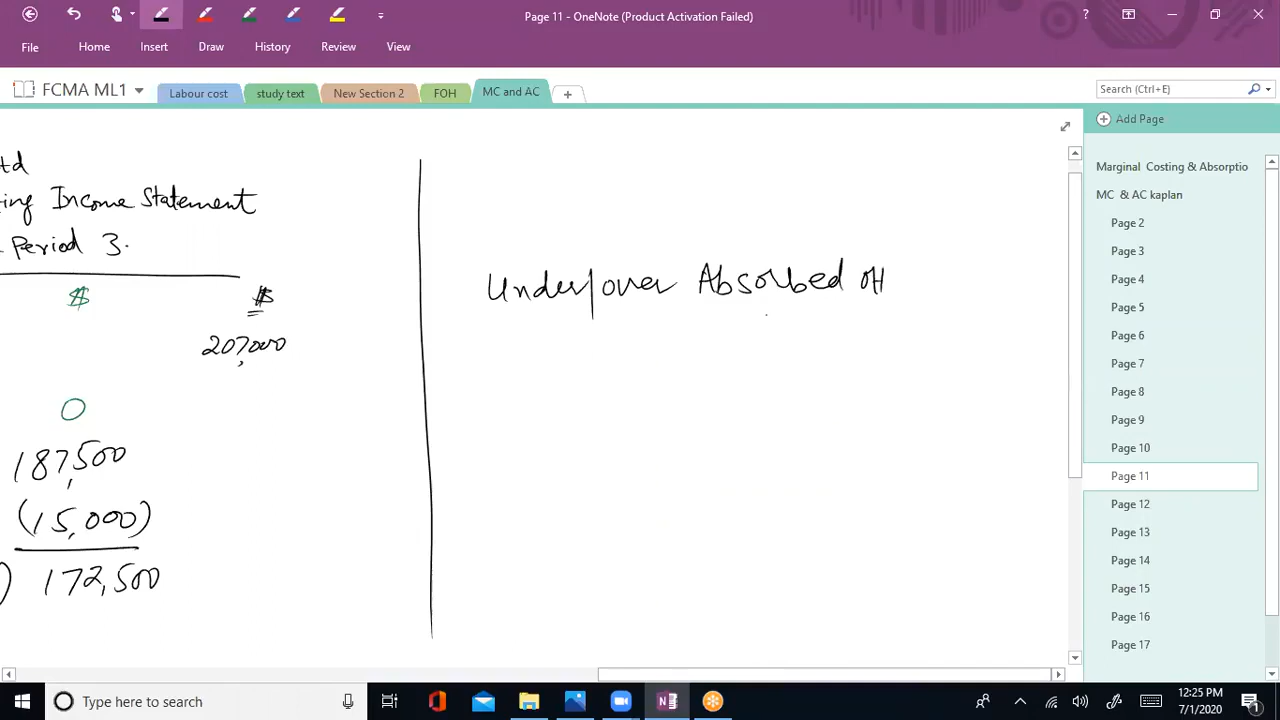 Page 11 - OneNote (Product Activation Failed)
?
File Home Insert Draw History Review View
FCMA ML1
Labour cost
study text
New Section 2
FOH
MC and AC
Search (Ctrl+E)
Add Page
Marginal Costing & Absorptio
MC & AC kaplan
Page 2
Page 3
Page 4
Page 5
Page 6
Page 7
Page 8
Page 9
Page 10
Page 11
Page 12
Page 13
Page 14
Page 15
Page 16
Page 17
td
ing Income Statement
Period 3.
$ $
207,000
0
187,500
(15,000)
) 172,500
Under/over Absorbed OH
Type here to search
12:25 PM
7/1/2020
1